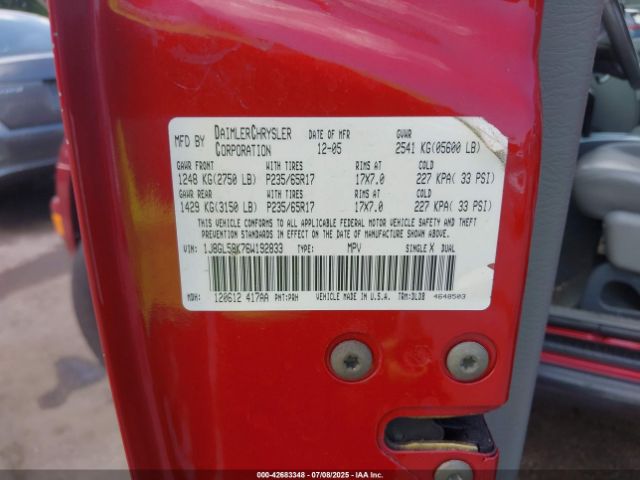 MFD BY DAIMLERCHRYSLER CORPORATION DATE OF MFR 12-05 GVWR 2541 KG(05600 LB)
GAWR FRONT WITH TIRES RIMS AT COLD
1248 KG(2750 LB) P235/65R17 17X7.0 227 KPA( 33 PSI)
GAWR REAR WITH TIRES RIMS AT COLD
1429 KG(3150 LB) P235/65R17 17X7.0 227 KPA( 33 PSI)
THIS VEHICLE CONFORMS TO ALL APPLICABLE FEDERAL MOTOR VEHICLE SAFETY AND THEFT
PREVENTION STANDARDS IN EFFECT ON THE DATE OF MANUFACTURE SHOWN ABOVE.
VIN: 1J8GL58K76W192833 TYPE: MPV SINGLE X DUAL
MDH: 120612 417AA PNT:PRH VEHICLE MADE IN U.S.A. TRM:DLDB 4648503
000-42683348 - 07/08/2025 - IAAI, Inc.